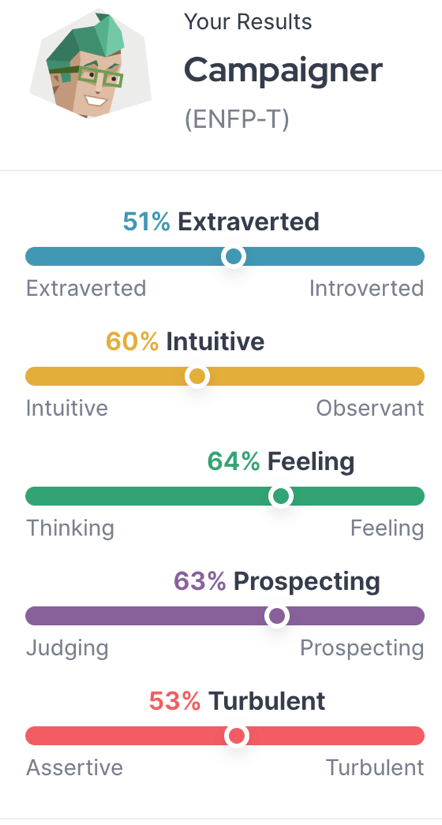 Your Results
Campaigner
(ENFP-T)
51% Extraverted
Extraverted Introverted
60% Intuitive
Intuitive Observant
64% Feeling
Thinking Feeling
63% Prospecting
Judging Prospecting
53% Turbulent
Assertive Turbulent